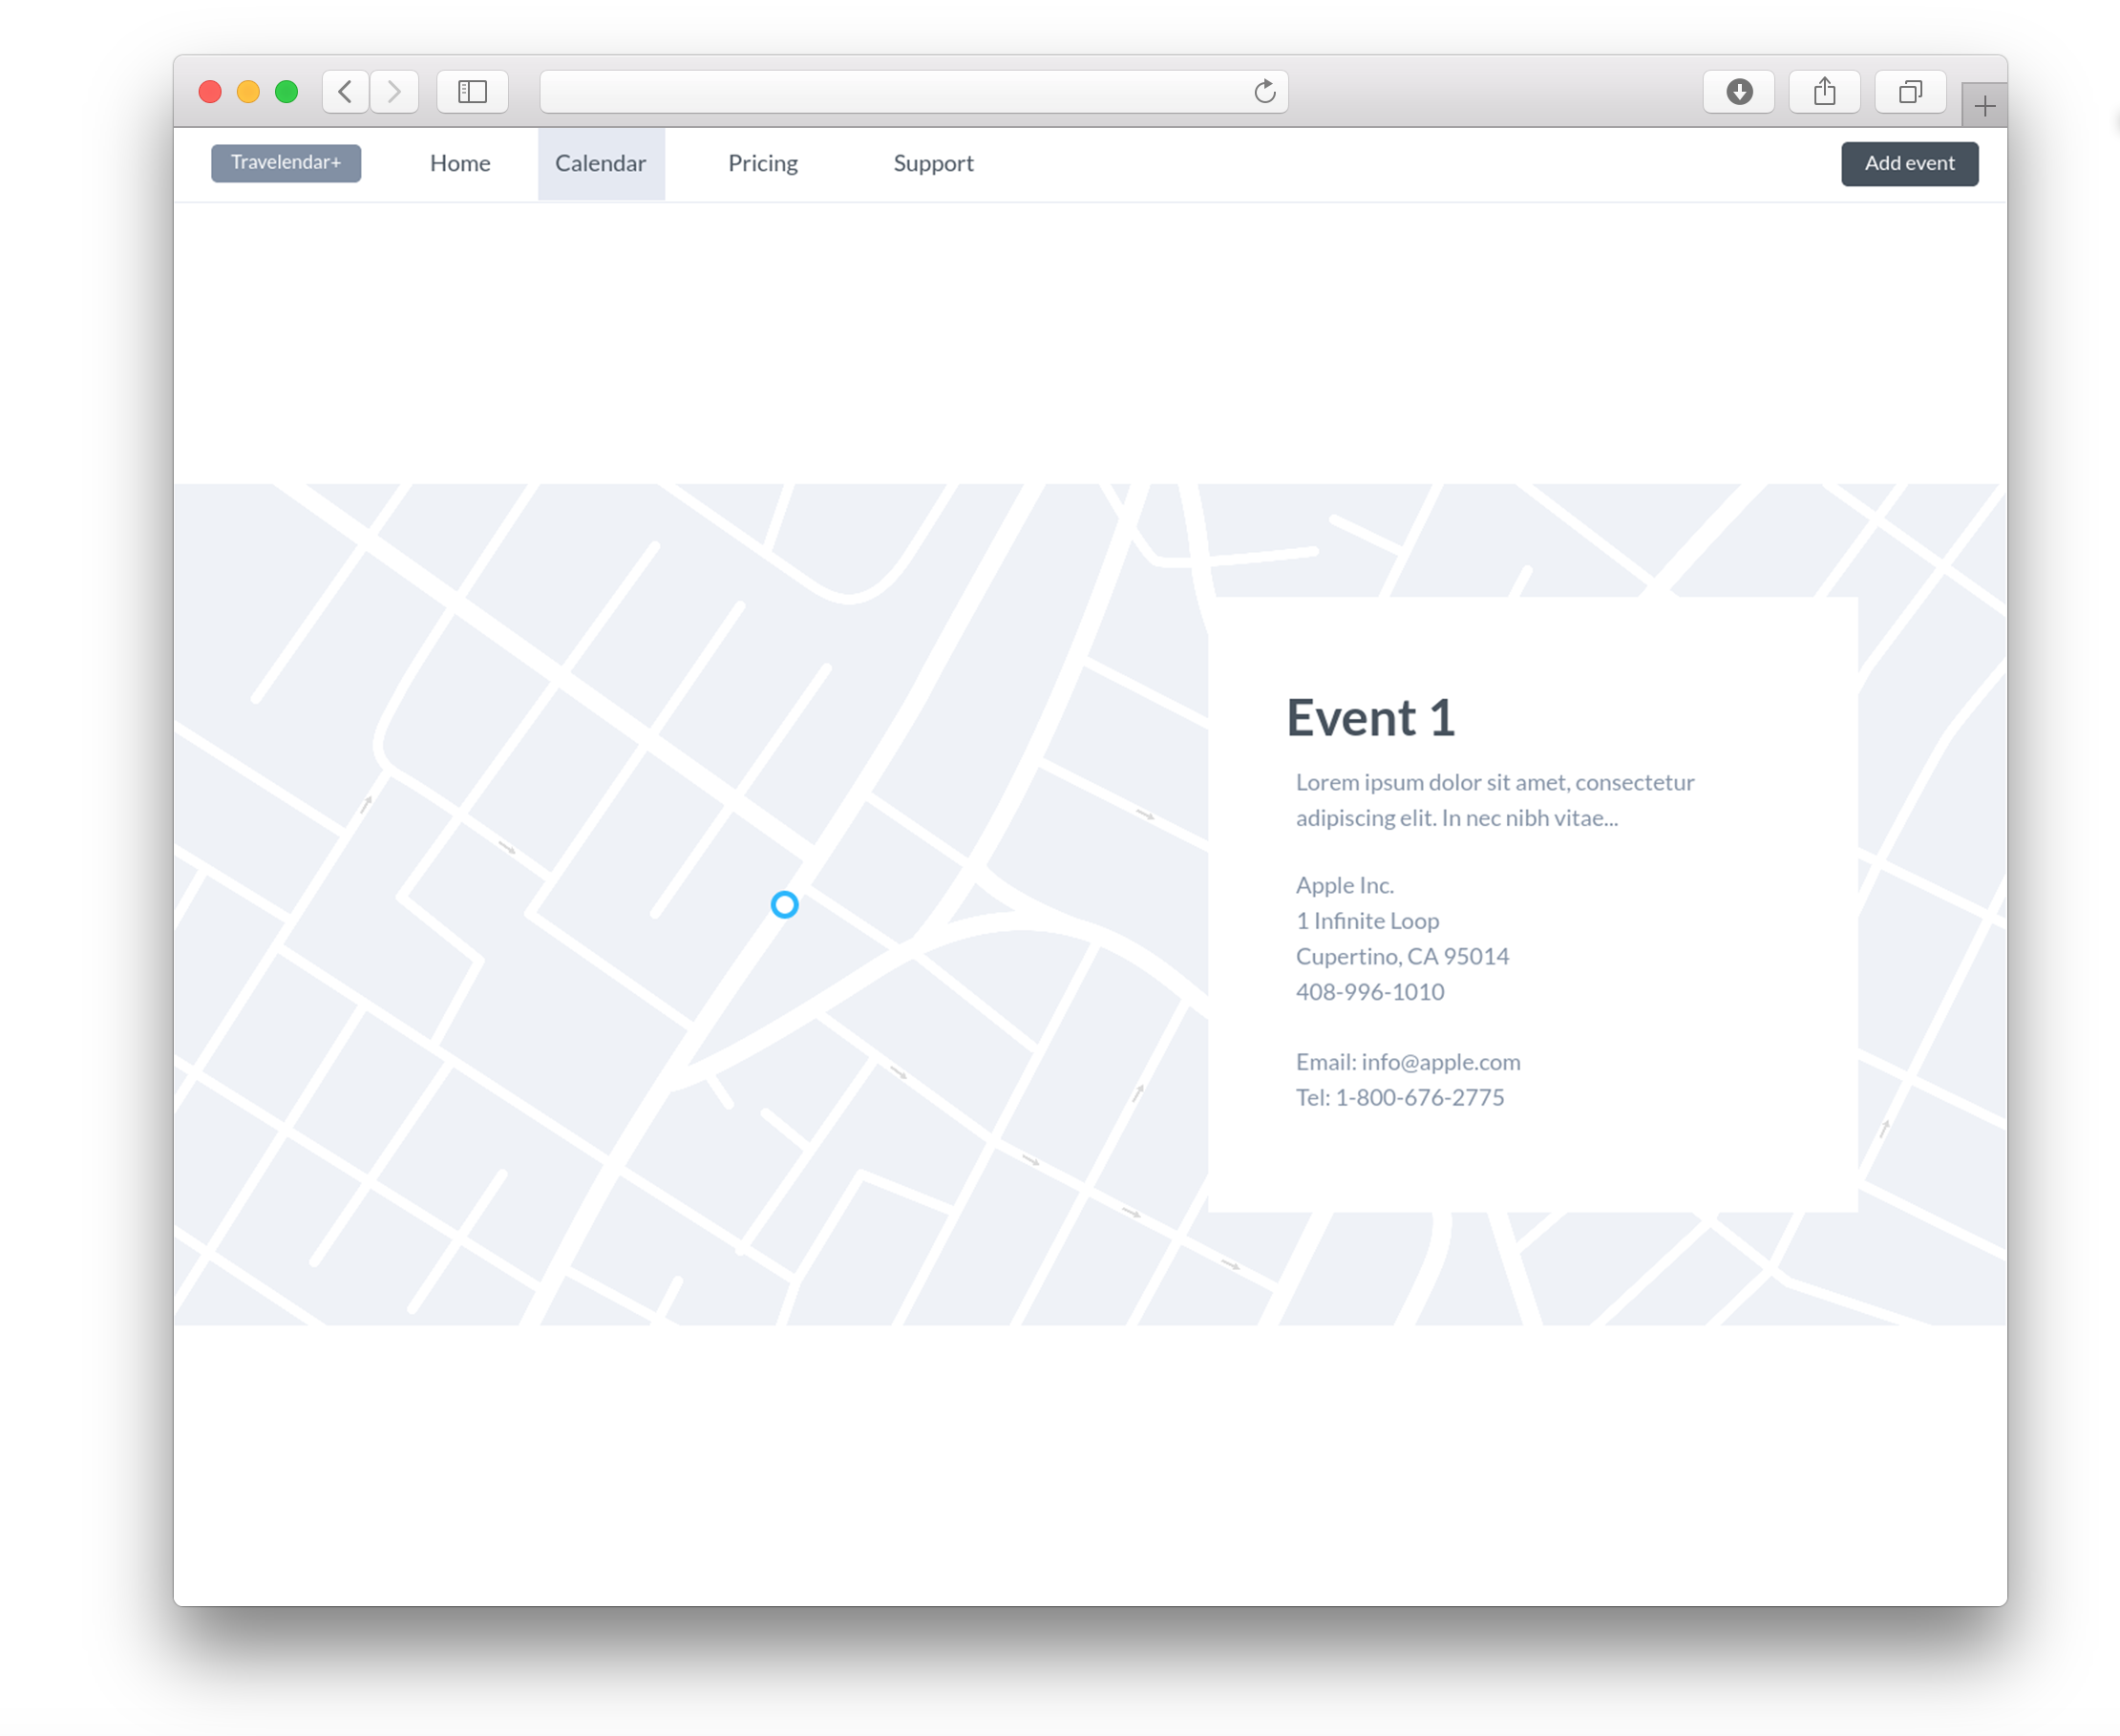 Travelendar+
Home
Calendar
Pricing
Support
Add event
Event 1
Lorem ipsum dolor sit amet, consectetur
adipiscing elit. In nec nibh vitae...
Apple Inc.
1 Infinite Loop
Cupertino, CA 95014
408-996-1010
Email: info@apple.com
Tel: 1-800-676-2775